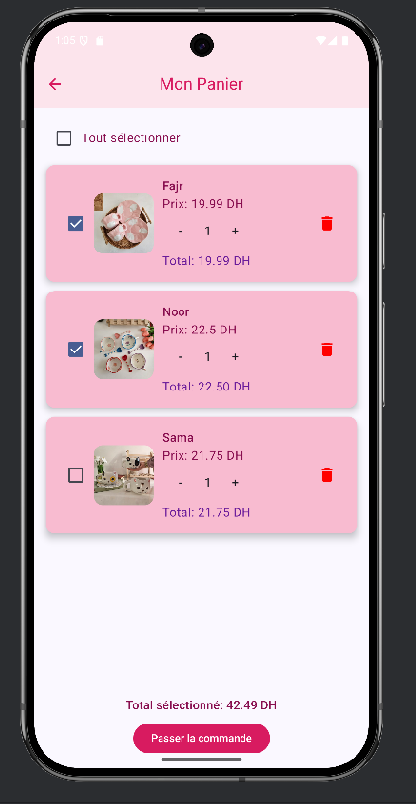 1:05
Mon Panier
Tout sélectionner
Fajr
Prix: 19.99 DH
- 1 +
Total: 19.99 DH
Noor
Prix: 22.5 DH
- 1 +
Total: 22.50 DH
Sama
Prix: 21.75 DH
- 1 +
Total: 21.75 DH
Total sélectionné: 42.49 DH
Passer la commande